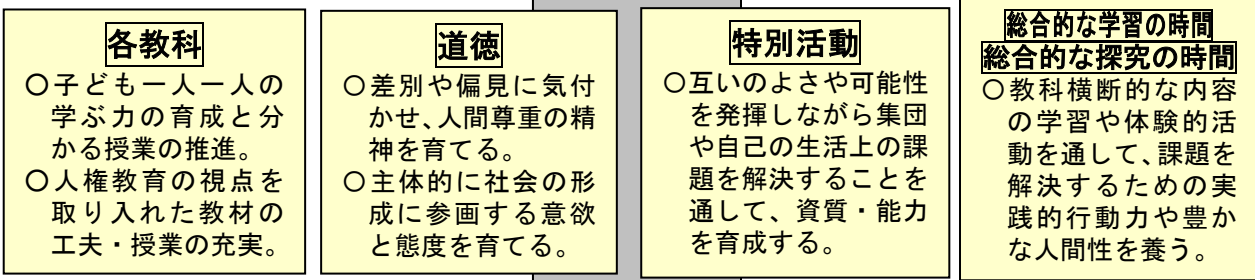 各教科
○子ども一人一人の
学ぶ力の育成と分
かる授業の推進。
○人権教育の視点を
取り入れた教材の
工夫・授業の充実。
道徳
○差別や偏見に気付
かせ、人間尊重の精
神を育てる。
○主体的に社会の形
成に参画する意欲
と態度を育てる。
特別活動
○互いのよさや可能性
を発揮しながら集団
や自己の生活上の課
題を解決することを
通して、資質・能力
を育成する。
総合的な学習の時間
総合的な探究の時間
○教科横断的な内容
の学習や体験的活
動を通して、課題を
解決するための実
践的行動力や豊か
な人間性を養う。